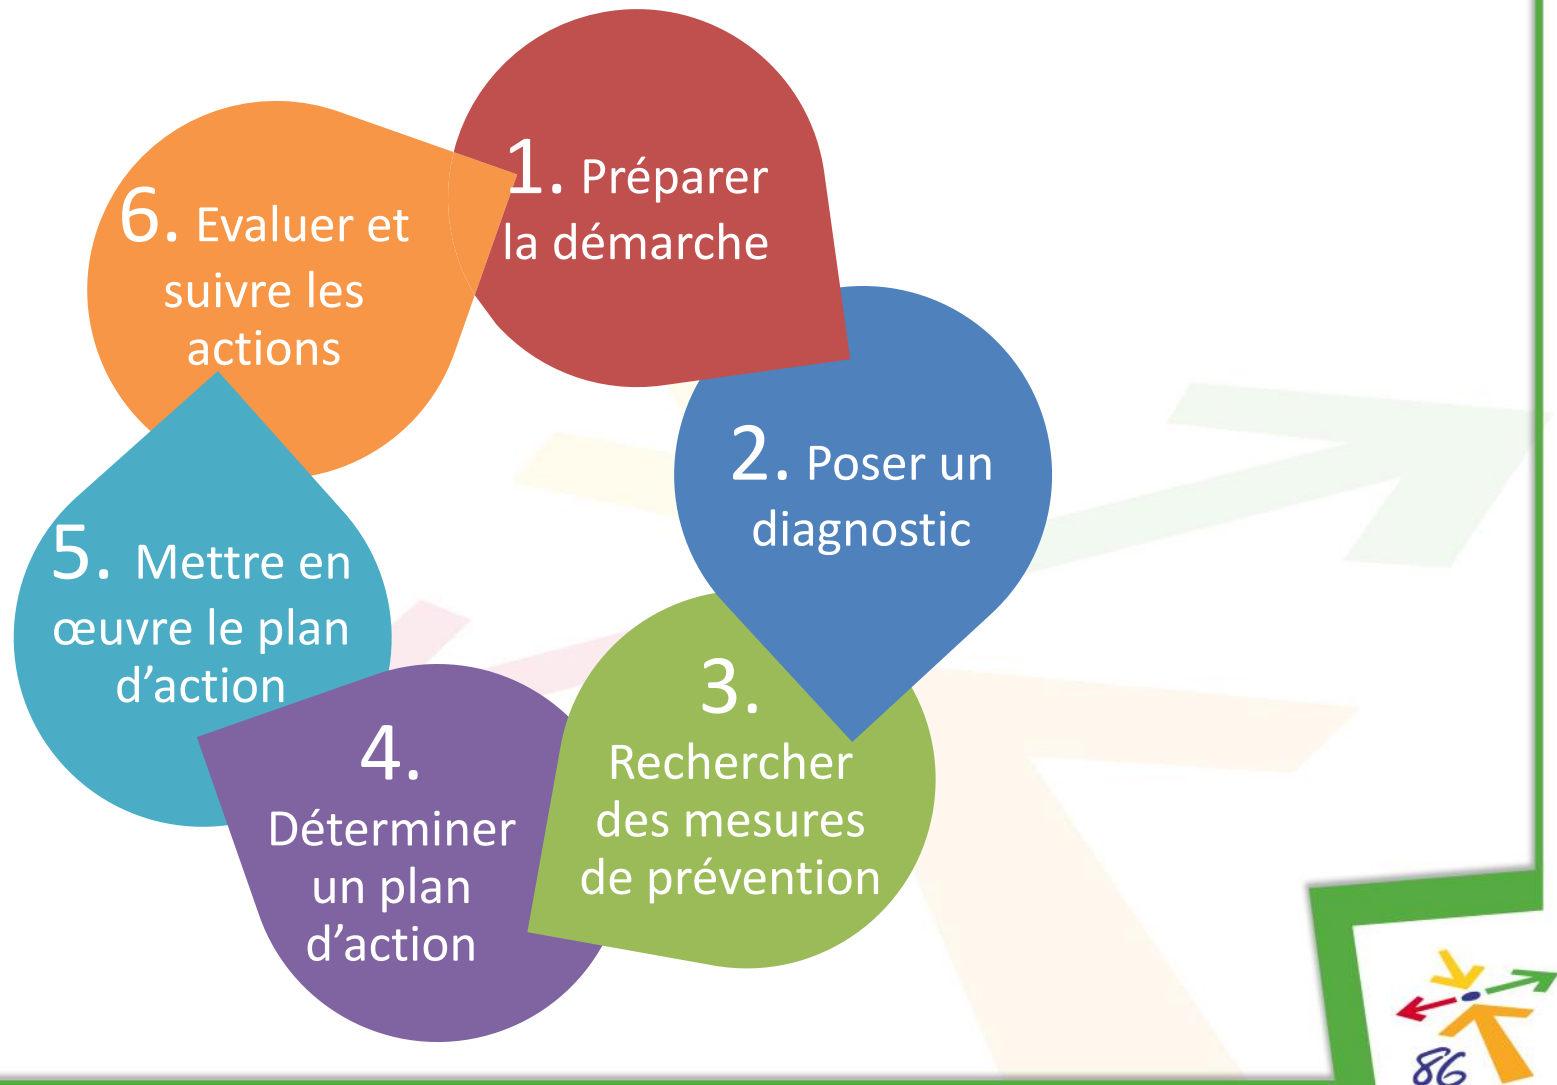 1. Préparer
la démarche
2. Poser un
diagnostic
3.
Rechercher
des mesures
de prévention
4.
Déterminer
un plan
d’action
5. Mettre en
œuvre le plan
d’action
6. Evaluer et
suivre les
actions
86